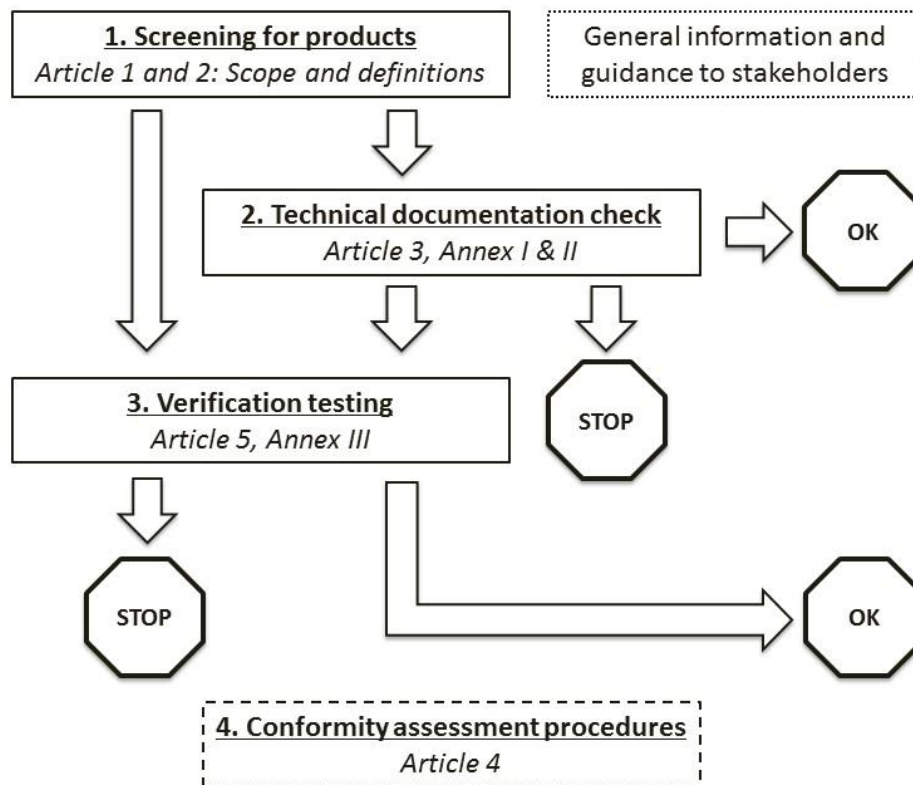 1. Screening for products
Article 1 and 2: Scope and definitions
General information and
guidance to stakeholders
2. Technical documentation check
Article 3, Annex I & II
OK
3. Verification testing
Article 5, Annex III
STOP
STOP
OK
4. Conformity assessment procedures
Article 4